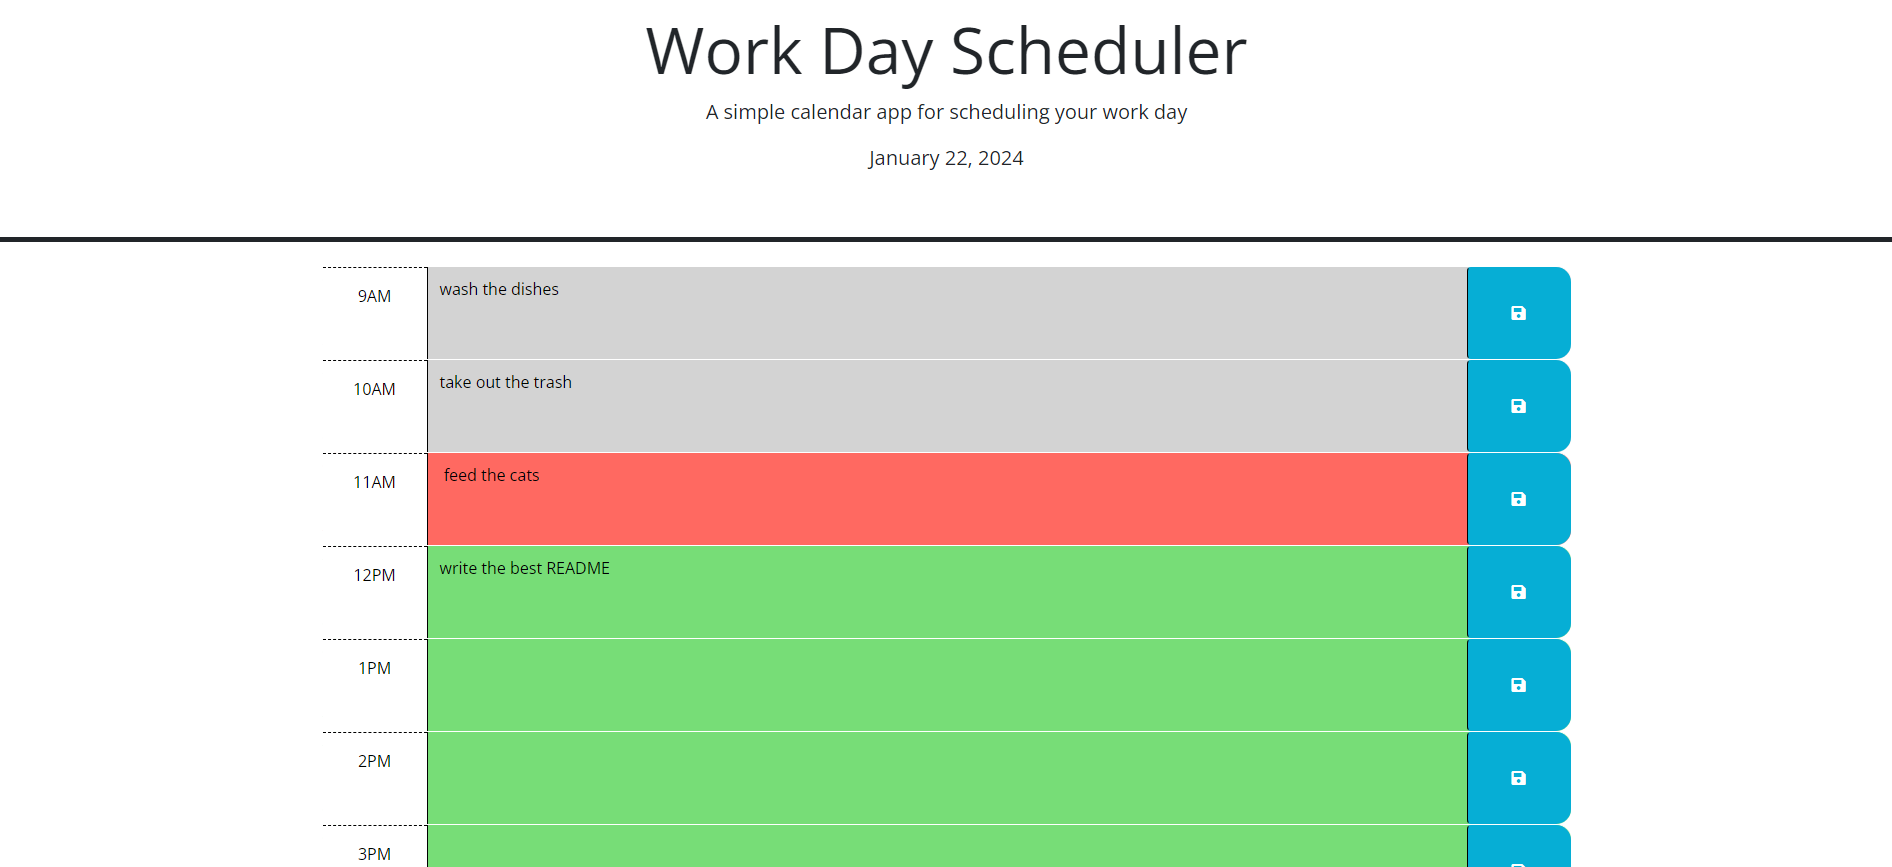 Work Day Scheduler
A simple calendar app for scheduling your work day
January 22, 2024
9AM
wash the dishes
10AM
take out the trash
11AM
feed the cats
12PM
write the best README
1PM
2PM
3PM